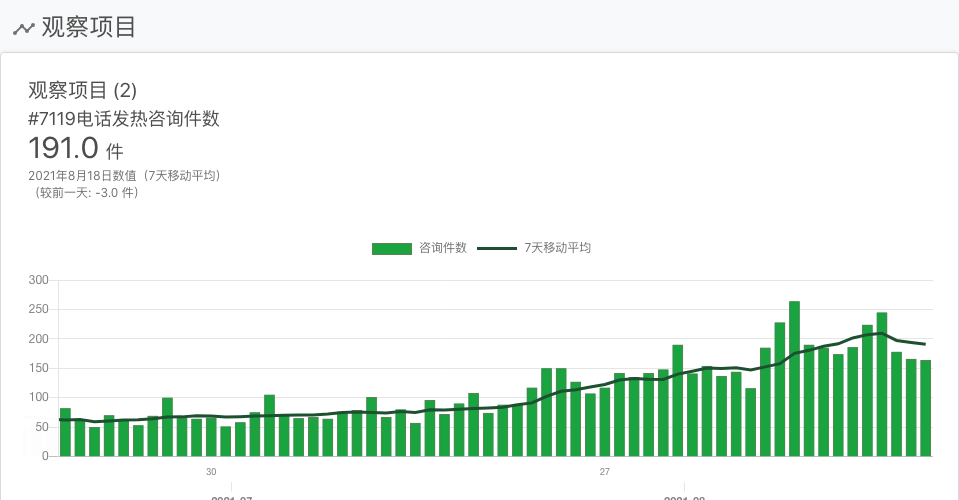 观察项目
观察项目 (2)
#7119电话发热咨询件数
191.0 件
2021年8月18日数值（7天移动平均）
（较前一天: -3.0 件）
咨询件数 7天移动平均
300
250
200
150
100
50
0
30 27